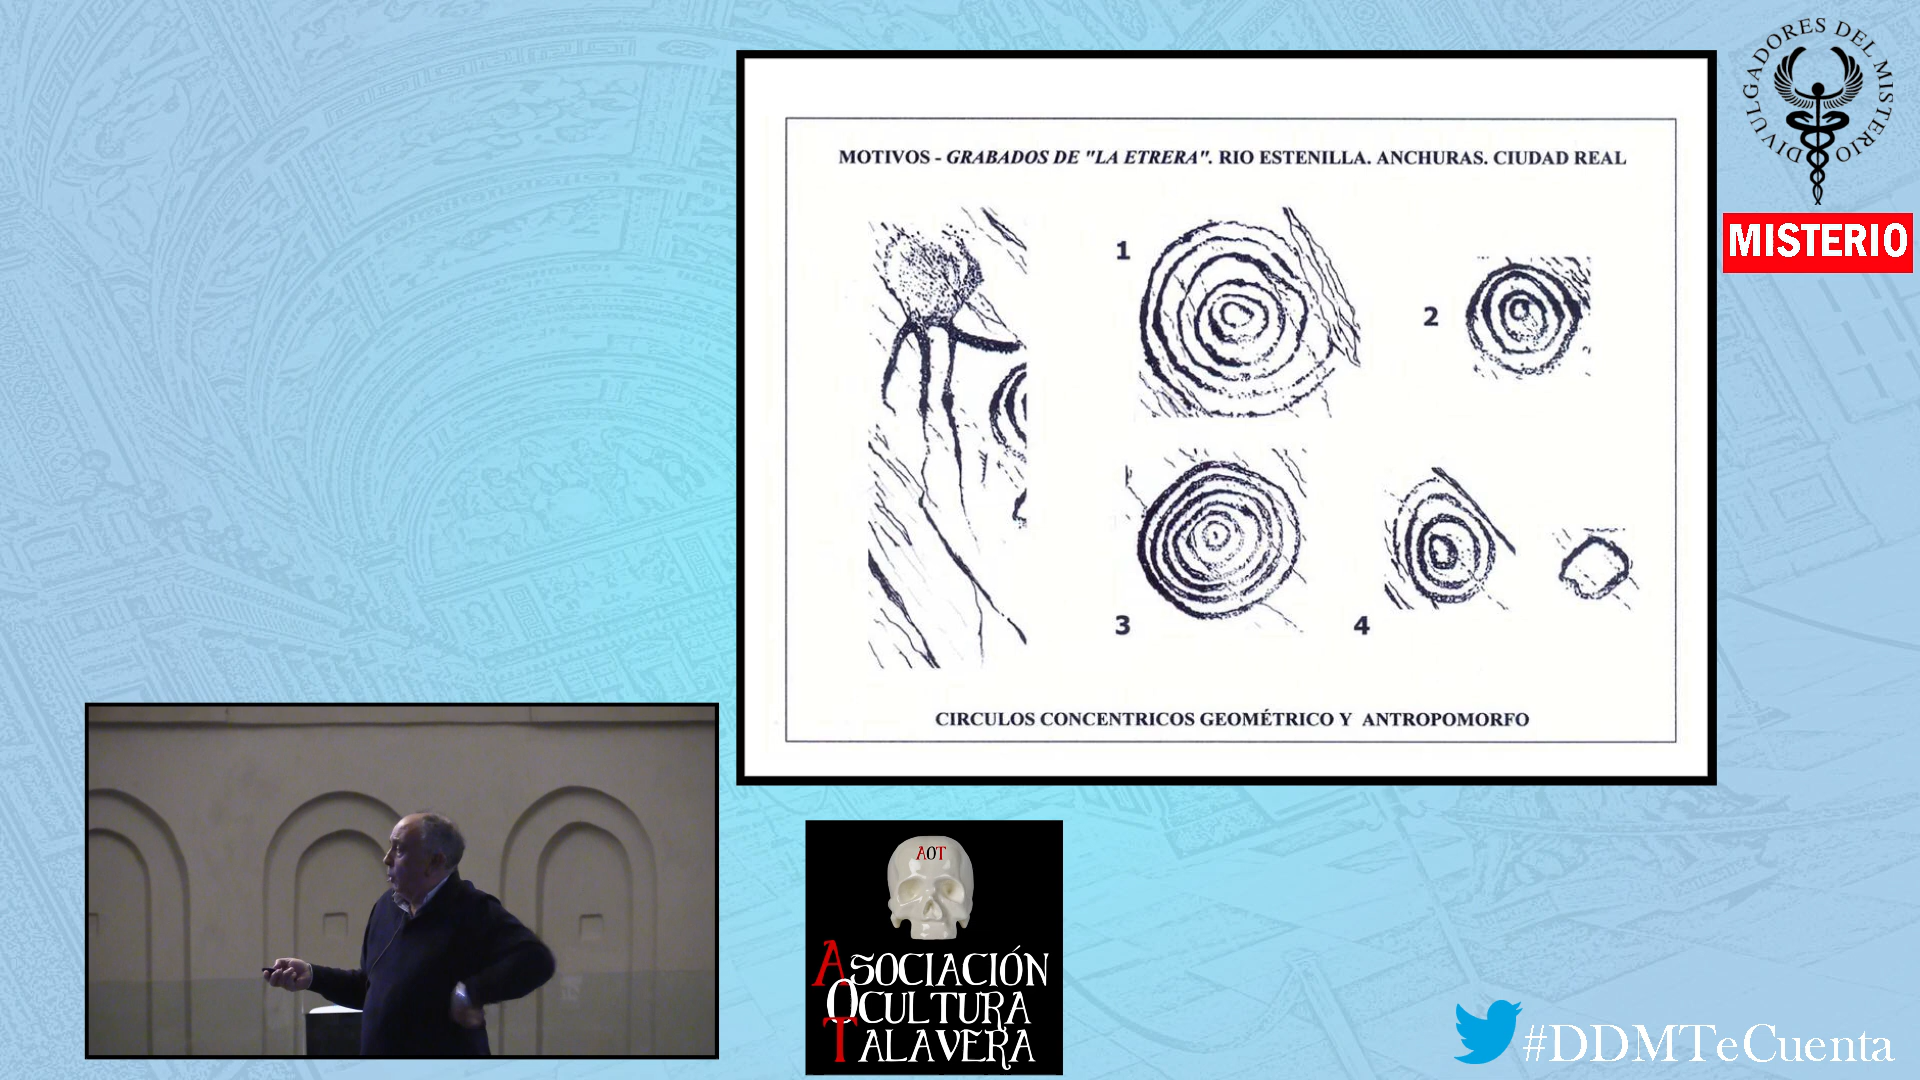 MOTIVOS - GRABADOS DE "LA ETRERA". RIO ESTENILLA. ANCHURAS. CIUDAD REAL
1
2
3
4
CIRCULOS CONCENTRICOS GEOMÉTRICO Y ANTROPOMORFO
DIVULGADORES DEL MISTERIO
MISTERIO
AOT
ASOCIACIÓN
OCULTURA
TALAVERA
#DDMTeCuenta